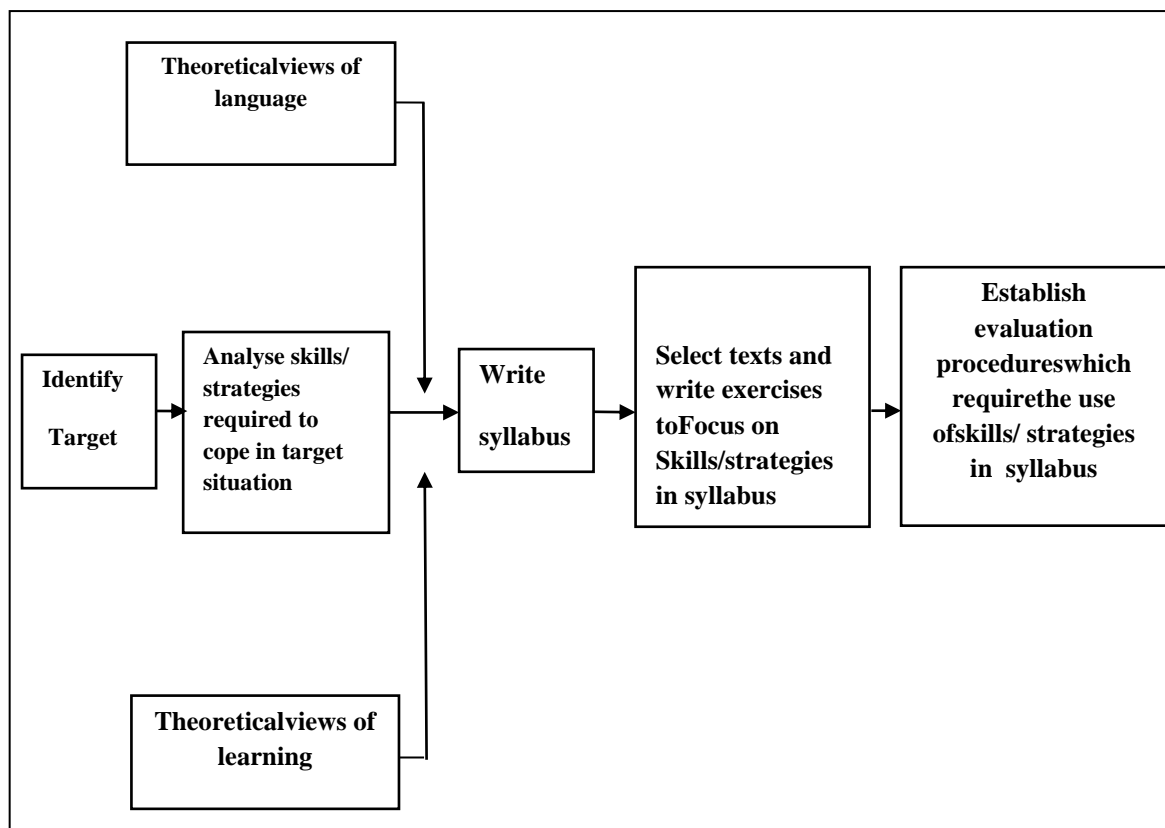 Theoreticalviews of
language
Identify
Target
Analyse skills/
strategies
required to
cope in target
situation
Write
syllabus
Select texts and
write exercises
toFocus on
Skills/strategies
in syllabus
Establish
evaluation
procedureswhich
requirethe use
ofskills/ strategies
in syllabus
Theoreticalviews of
learning